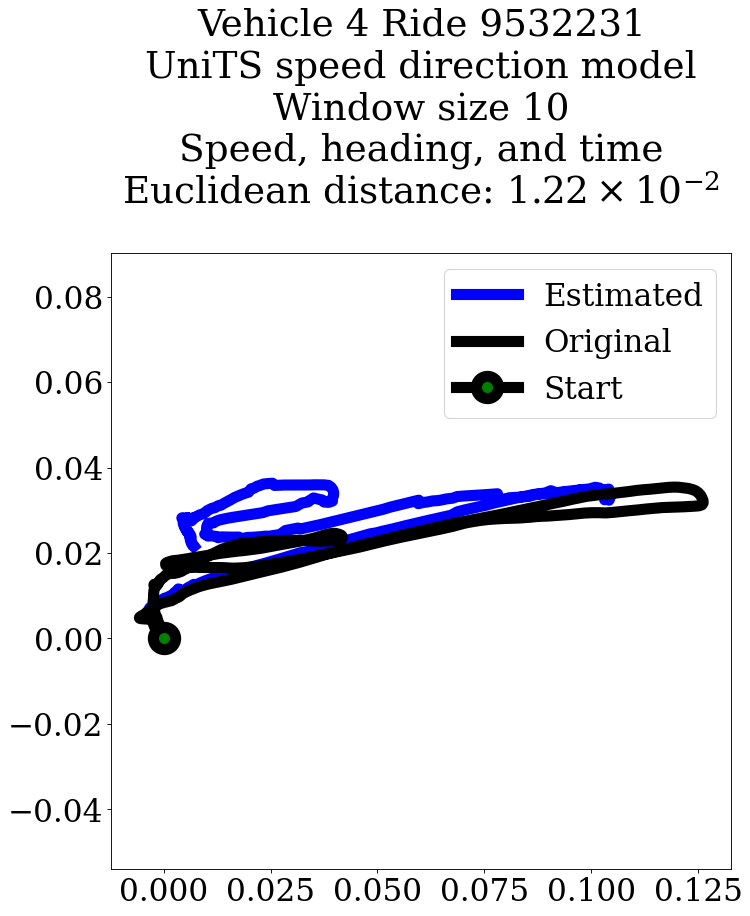 Vehicle 4 Ride 9532231
UniTS speed direction model
Window size 10
Speed, heading, and time
Euclidean distance: 1.22 × 10⁻²
Estimated
Original
Start
0.08
0.06
0.04
0.02
0.00
−0.02
−0.04
0.000 0.025 0.050 0.075 0.100 0.125